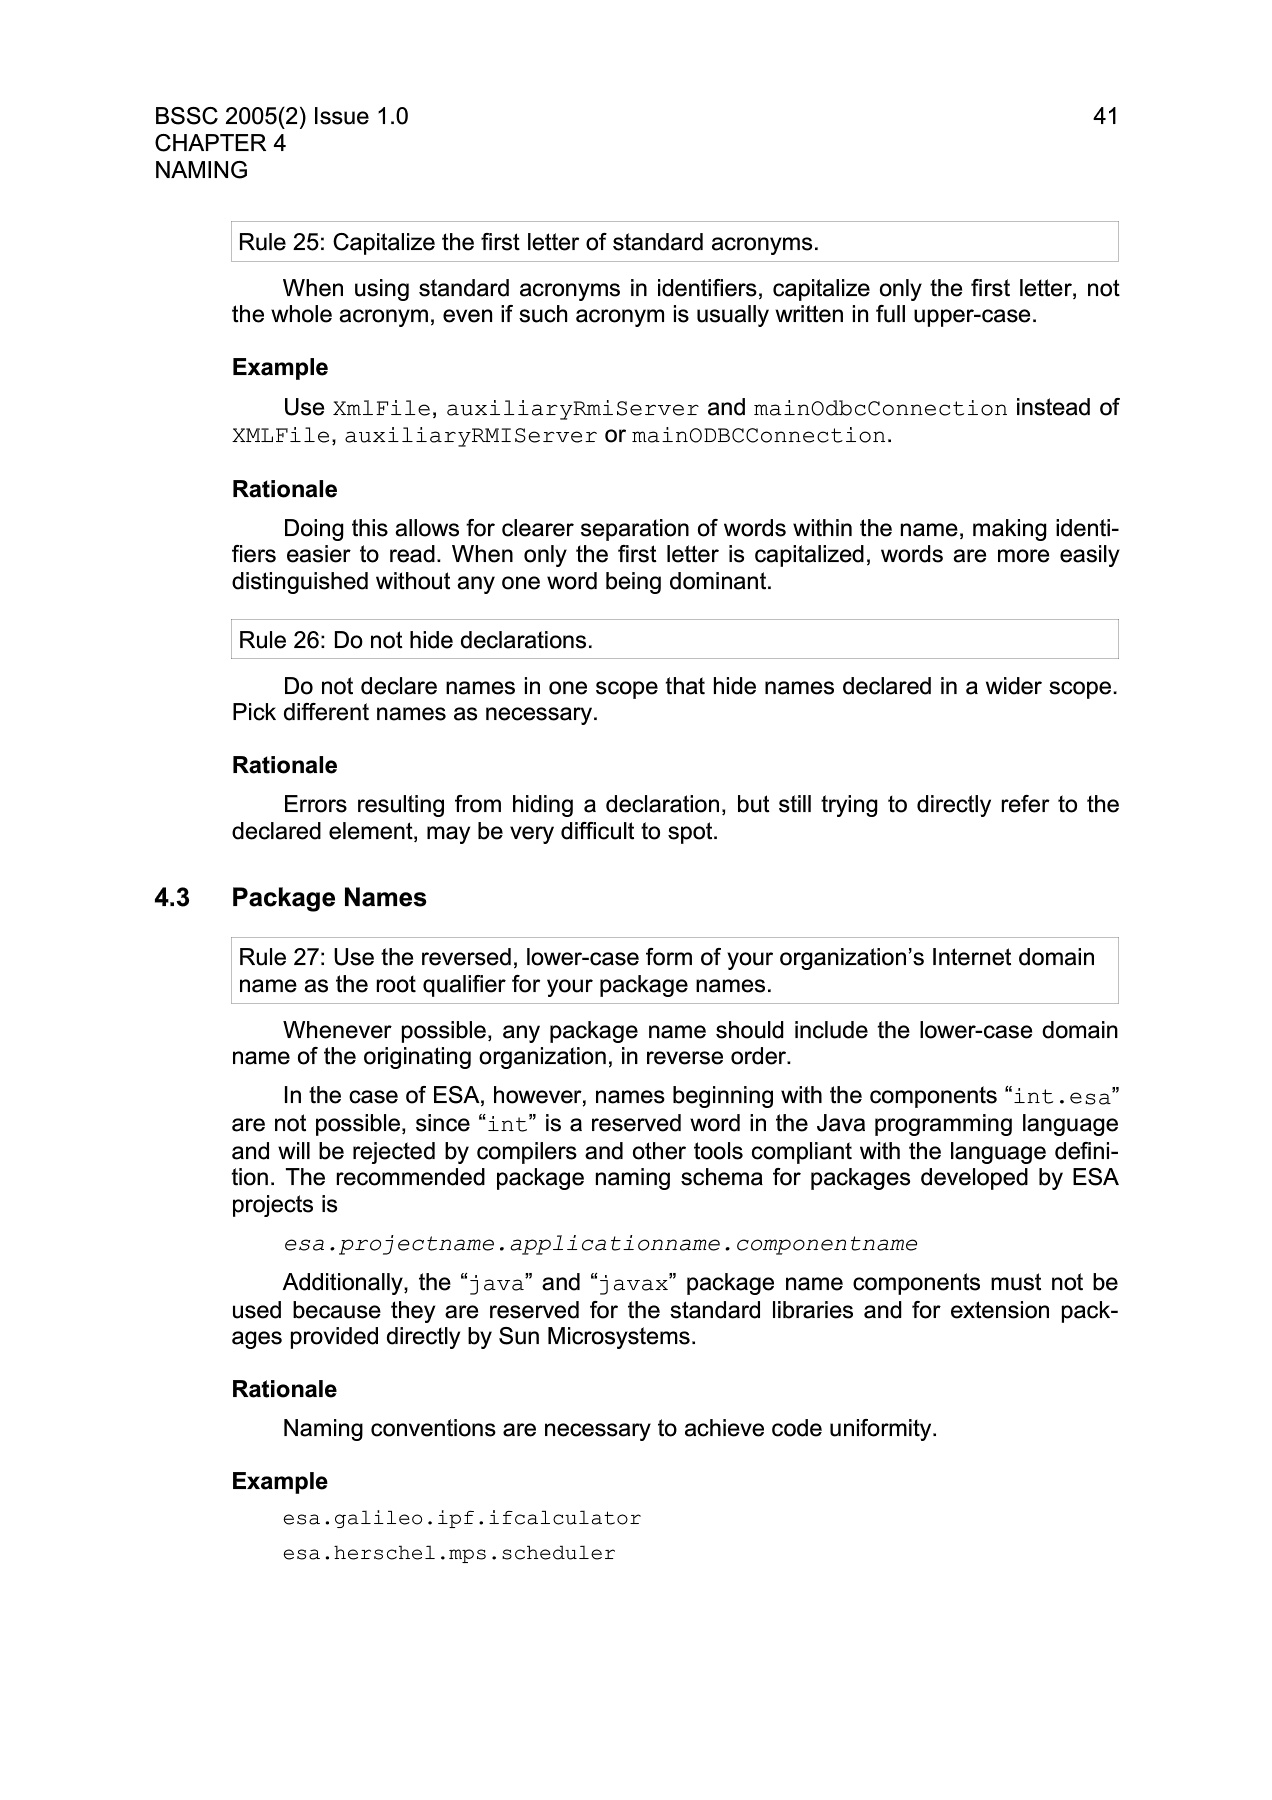 BSSC 2005(2) Issue 1.0 41
CHAPTER 4
NAMING
Rule 25: Capitalize the first letter of standard acronyms.
When using standard acronyms in identifiers, capitalize only the first letter, not
the whole acronym, even if such acronym is usually written in full upper-case.
Example
Use XmlFile, auxiliaryRmiServer and mainOdbcConnection instead of
XMLFile, auxiliaryRMIServer or mainODBCConnection.
Rationale
Doing this allows for clearer separation of words within the name, making identi-
fiers easier to read. When only the first letter is capitalized, words are more easily
distinguished without any one word being dominant.
Rule 26: Do not hide declarations.
Do not declare names in one scope that hide names declared in a wider scope.
Pick different names as necessary.
Rationale
Errors resulting from hiding a declaration, but still trying to directly refer to the
declared element, may be very difficult to spot.
4.3 Package Names
Rule 27: Use the reversed, lower-case form of your organization’s Internet domain
name as the root qualifier for your package names.
Whenever possible, any package name should include the lower-case domain
name of the originating organization, in reverse order.
In the case of ESA, however, names beginning with the components “int.esa”
are not possible, since “int” is a reserved word in the Java programming language
and will be rejected by compilers and other tools compliant with the language defini-
tion. The recommended package naming schema for packages developed by ESA
projects is
esa.projectname.applicationname.componentname
Additionally, the “java” and “javax” package name components must not be
used because they are reserved for the standard libraries and for extension pack-
ages provided directly by Sun Microsystems.
Rationale
Naming conventions are necessary to achieve code uniformity.
Example
esa.galileo.ipf.ifcalculator
esa.herschel.mps.scheduler